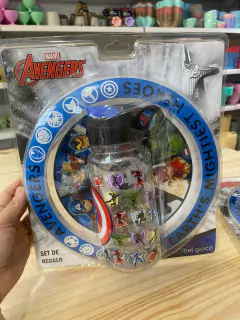 MARVEL
AVENGERS
AVENGERS
EARTH'S MIGHTIEST HEROES
SET DE
REGALO
bel gioco